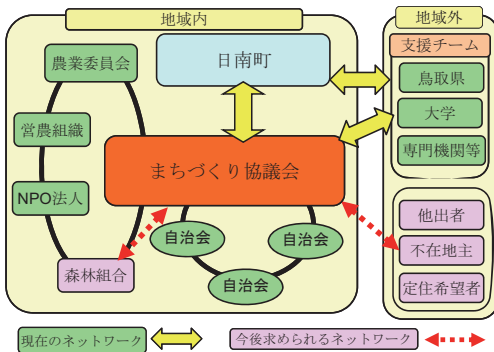 地域内
地域外
農業委員会
日南町
支援チーム
鳥取県
営農組織
大学
まちづくり協議会
専門機関等
NPO法人
他出者
自治会
自治会
不在地主
森林組合
自治会
定住希望者
現在のネットワーク
今後求められるネットワーク